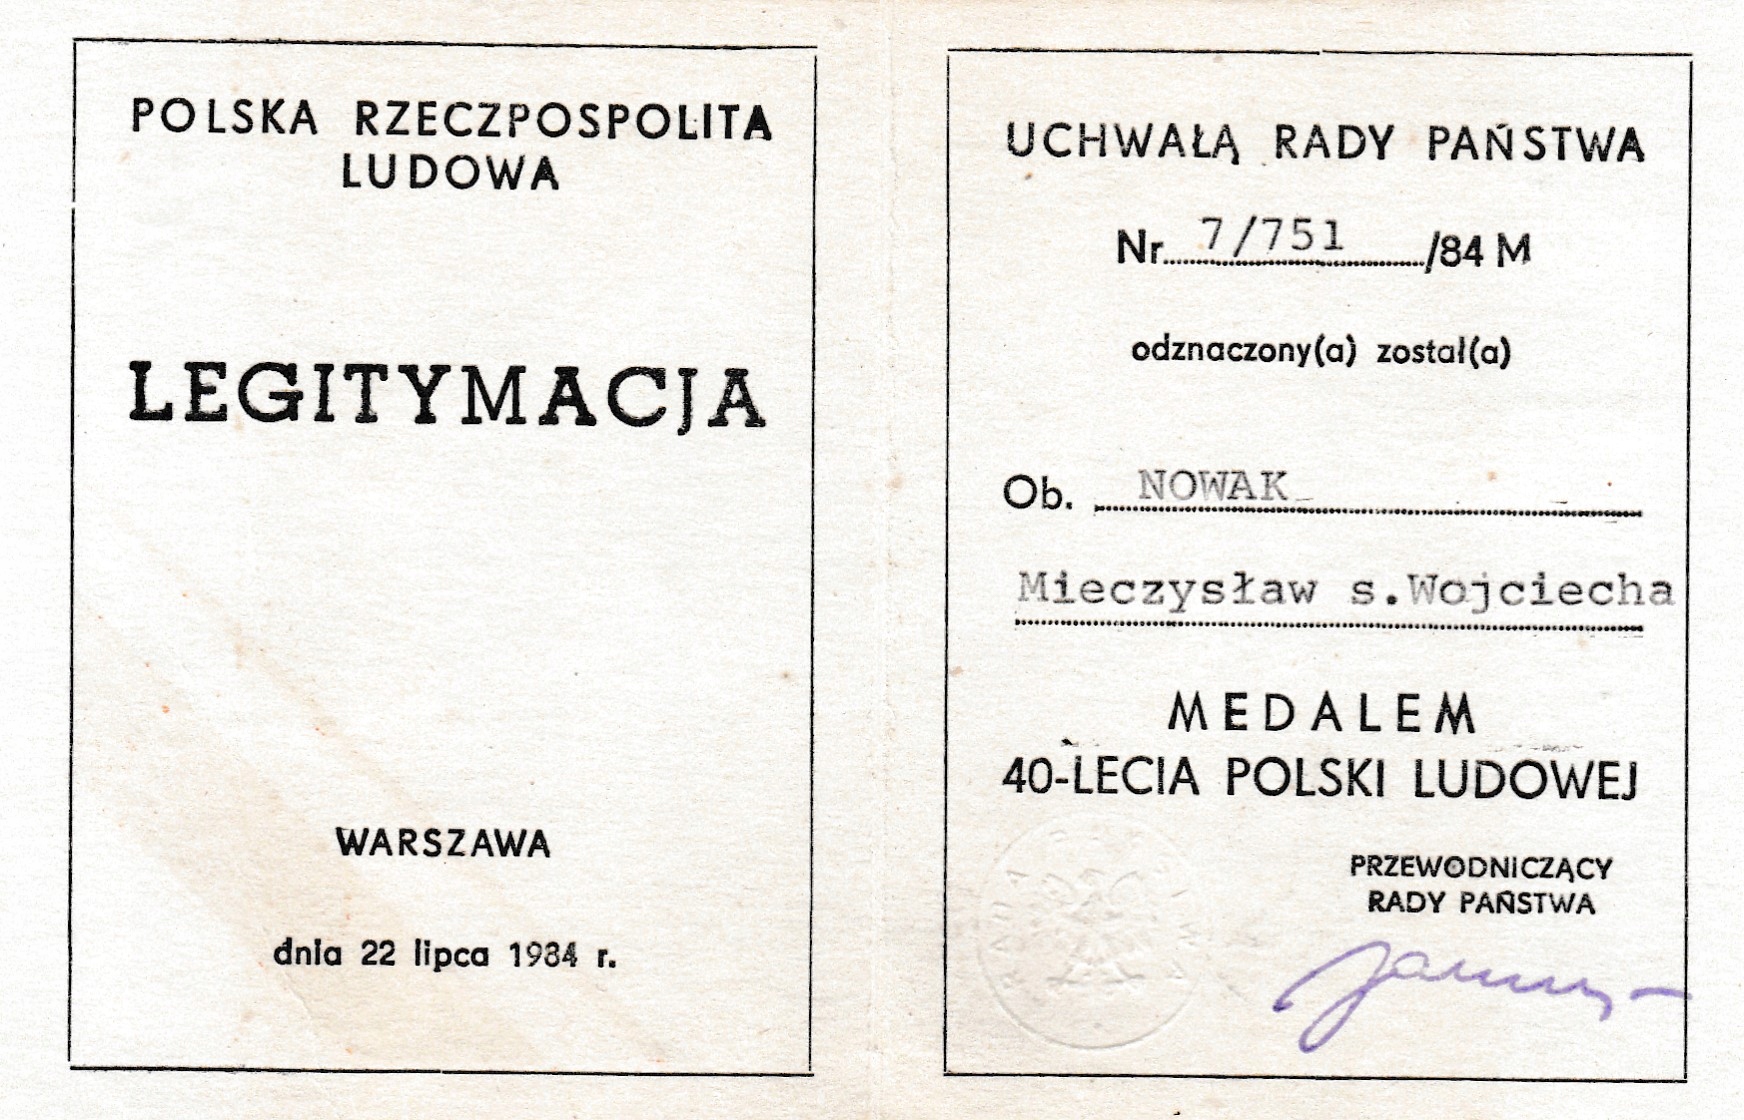 POLSKA RZECZPOSPOLITA
LUDOWA
LEGITYMACJA
WARSZAWA
dnia 22 lipca 1984 r.
UCHWAŁĄ RADY PAŃSTWA
Nr 7/751 /84 M
odznaczony(a) został(a)
Ob. NOWAK
Mieczysław s.Wojciecha
MEDALEM
40-LECIA POLSKI LUDOWEJ
PRZEWODNICZĄCY
RADY PAŃSTWA